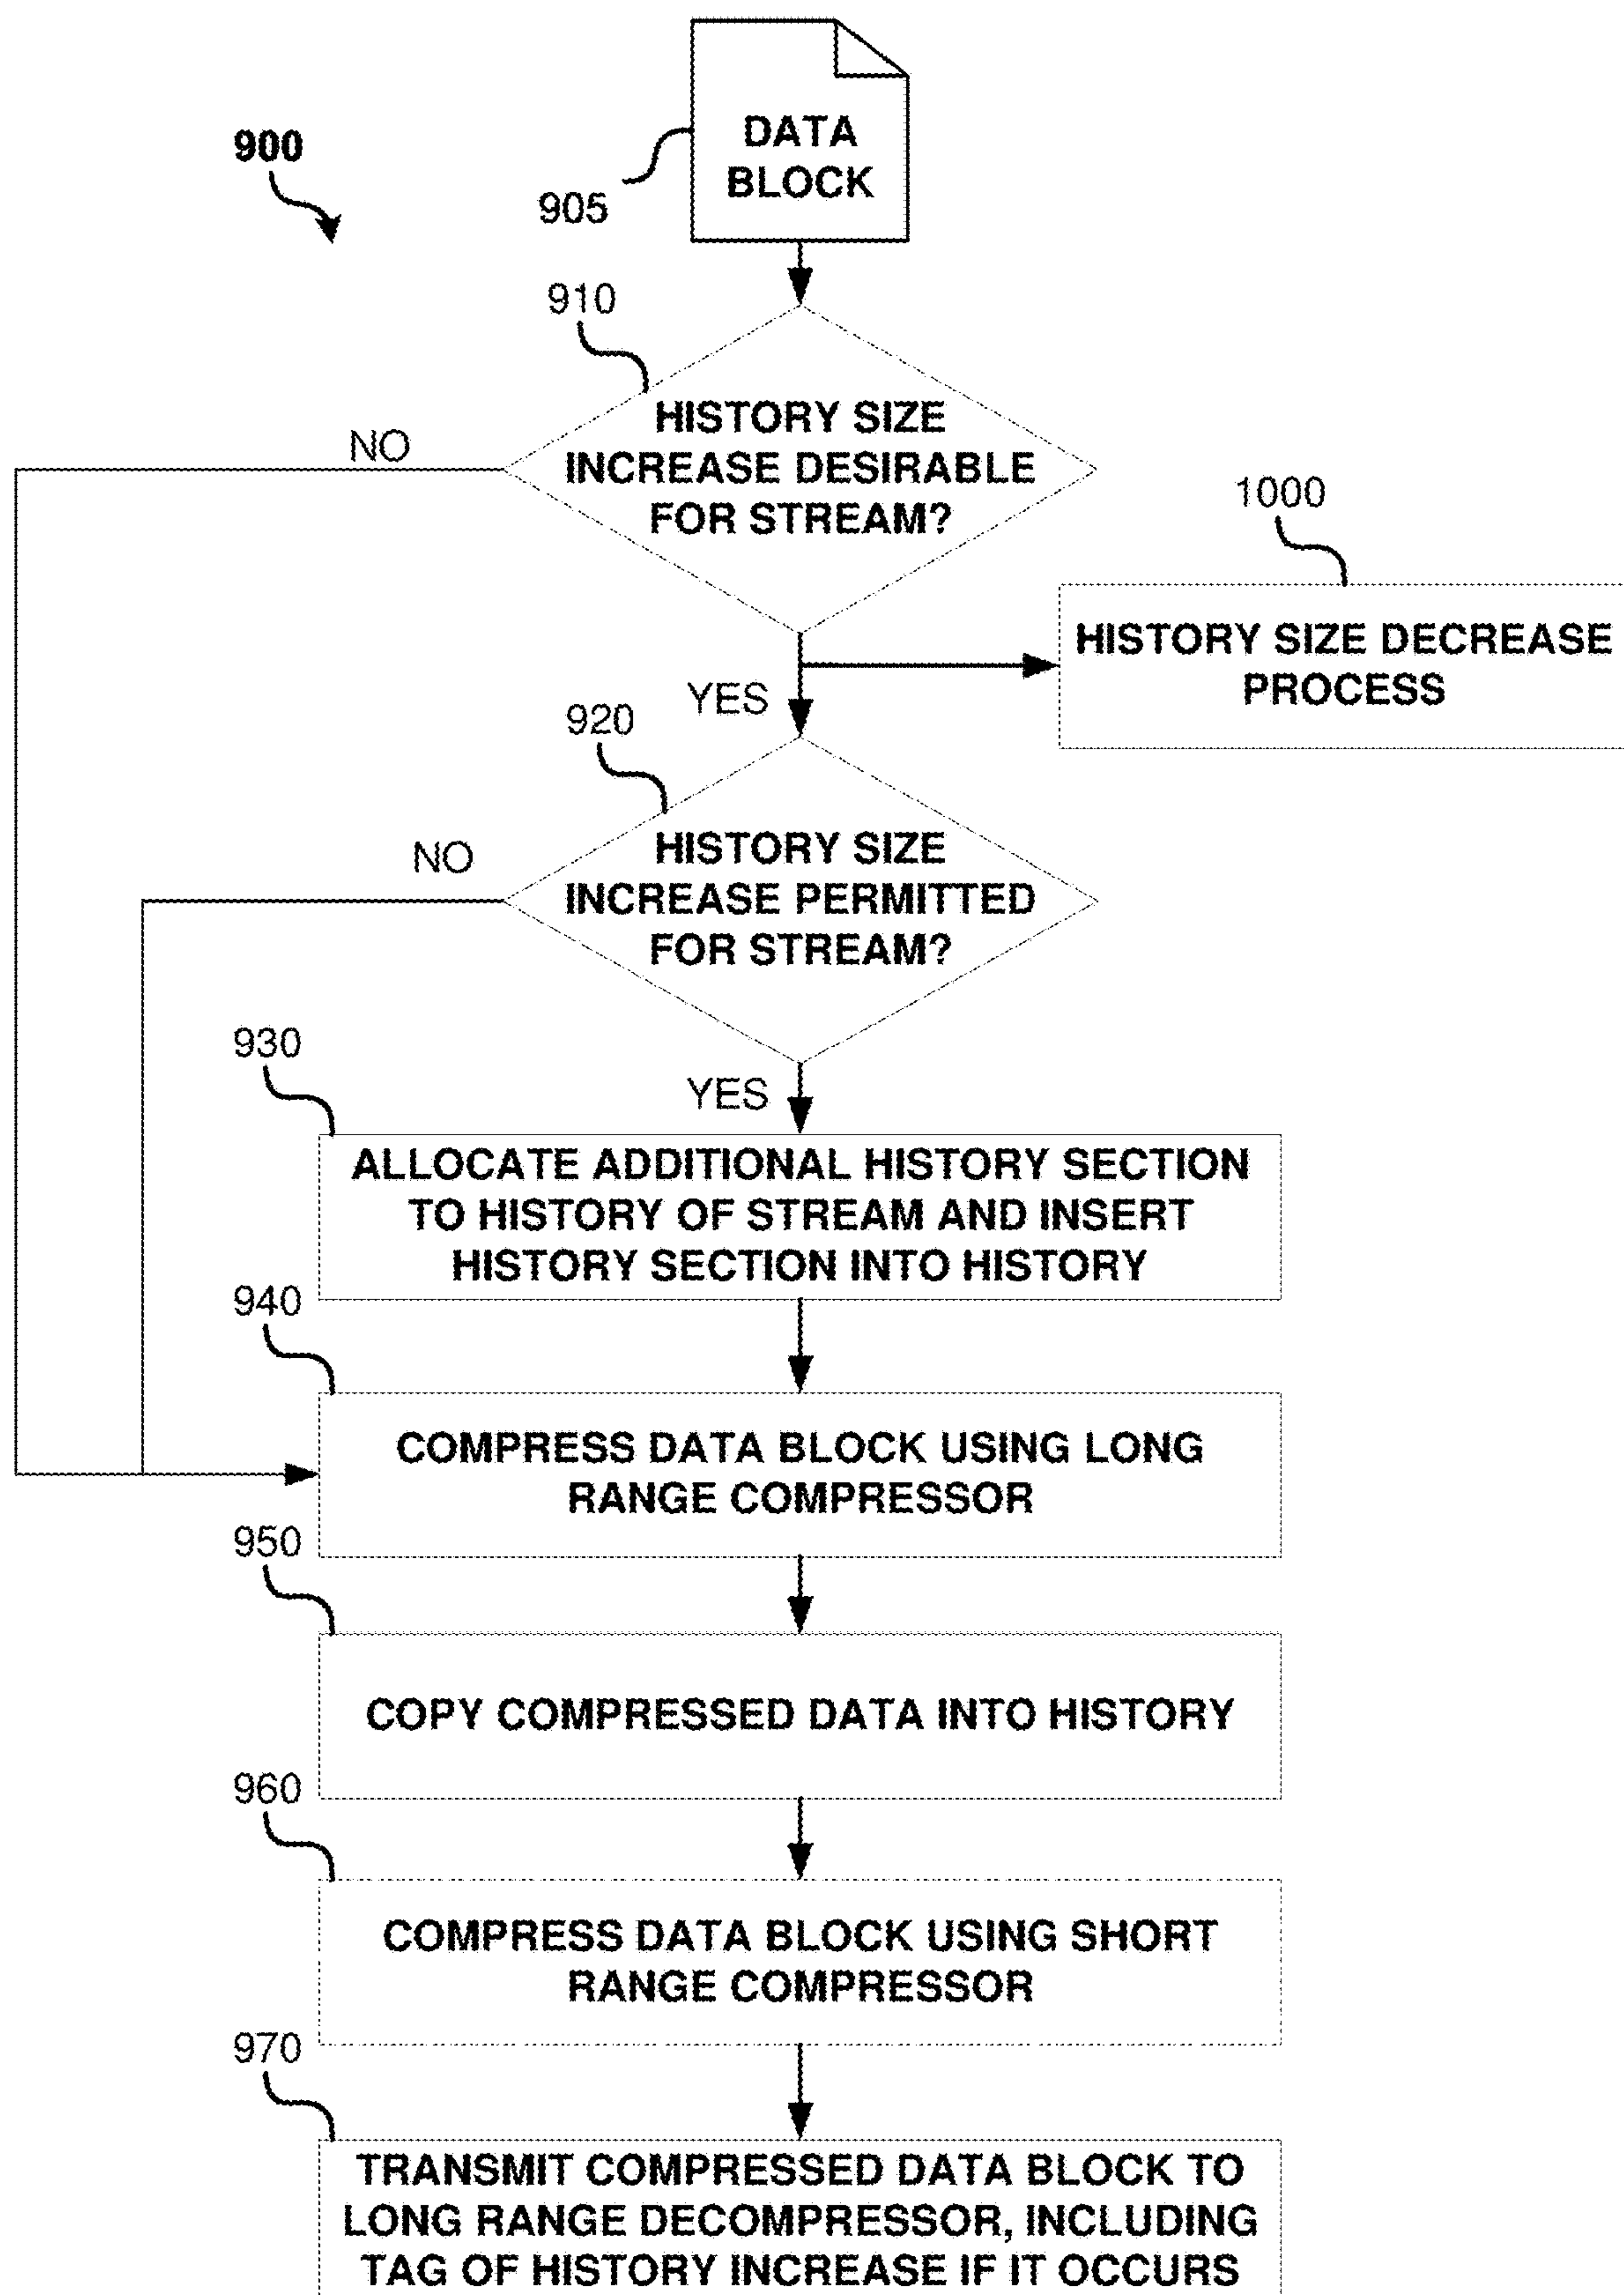 DATA
BLOCK
900
905
910
HISTORY SIZE
INCREASE DESIRABLE
FOR STREAM?
NO
1000
HISTORY SIZE DECREASE
PROCESS
YES
920
HISTORY SIZE
INCREASE PERMITTED
FOR STREAM?
NO
930
YES
ALLOCATE ADDITIONAL HISTORY SECTION
TO HISTORY OF STREAM AND INSERT
HISTORY SECTION INTO HISTORY
940
COMPRESS DATA BLOCK USING LONG
RANGE COMPRESSOR
950
COPY COMPRESSED DATA INTO HISTORY
960
COMPRESS DATA BLOCK USING SHORT
RANGE COMPRESSOR
970
TRANSMIT COMPRESSED DATA BLOCK TO
LONG RANGE DECOMPRESSOR, INCLUDING
TAG OF HISTORY INCREASE IF IT OCCURS